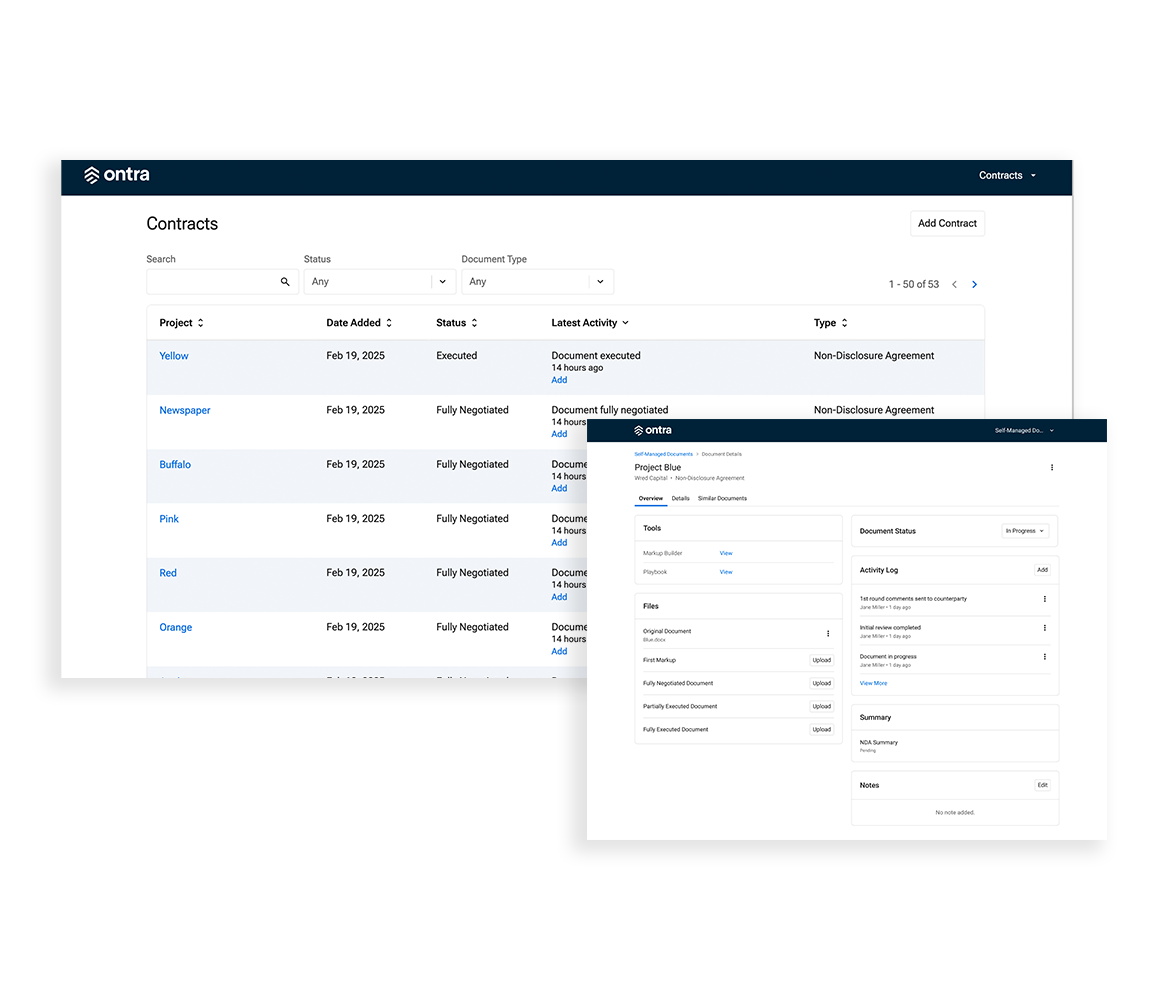 ontra
Contracts
Contracts
Add Contract
Search
Status
Document Type
Any
Any
1 - 50 of 53
Project
Date Added
Status
Latest Activity
Type
Yellow
Feb 19, 2025
Executed
Document executed
Non-Disclosure Agreement
14 hours ago
Add
Newspaper
Feb 19, 2025
Fully Negotiated
Document fully negotiated
Non-Disclosure Agreement
14 hours
Add
Buffalo
Feb 19, 2025
Fully Negotiated
Docume
14 hours
Add
Pink
Feb 19, 2025
Fully Negotiated
Docume
14 hours
Add
Red
Feb 19, 2025
Fully Negotiated
Docume
14 hours
Add
Orange
Feb 19, 2025
Fully Negotiated
Docume
14 hours
Add
ontra
Self-Managed Do...
Self-Managed Documents > Document Details
Project Blue
Wred Capital • Non-Disclosure Agreement
Overview
Details
Similar Documents
Tools
Markup Builder
View
Playbook
View
Files
Original Document
Blue.docx
First Markup
Upload
Fully Negotiated Document
Upload
Partially Executed Document
Upload
Fully Executed Document
Upload
Document Status
In Progress
Activity Log
Add
1st round comments sent to counterparty
Jane Miller • 1 day ago
Initial review completed
Jane Miller • 1 day ago
Document in progress
Jane Miller • 1 day ago
View More
Summary
NDA Summary
Pending
Notes
Edit
No note added.